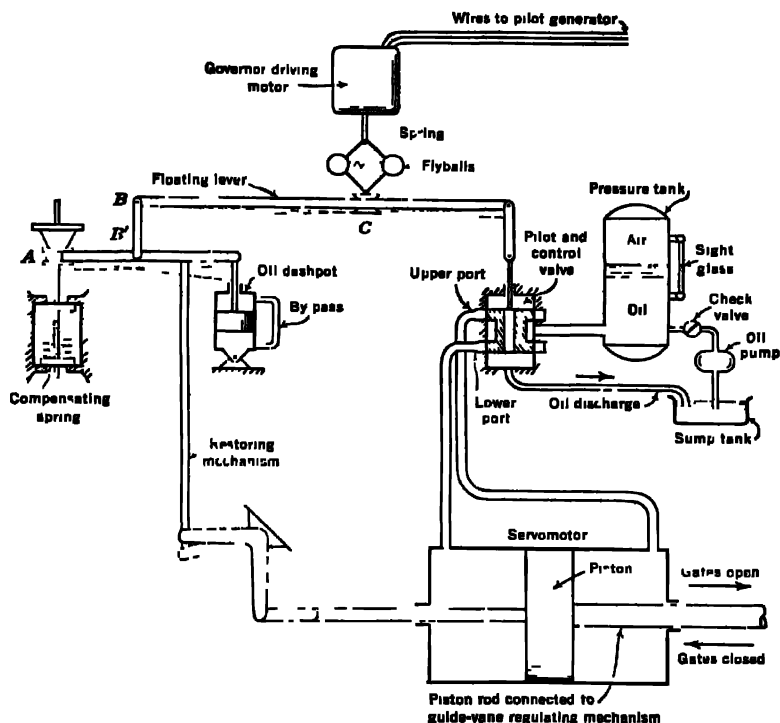 Wires to pilot generator
Governor driving
motor
Spring
Flyballs
Floating lever
B
C
B'
A
Oil dashpot
By pass
Compensating
spring
Restoring
mechanism
Pressure tank
Air
Sight
glass
Oil
Check
valve
Oil
pump
Pilot and
control
valve
Upper port
Lower
port
Oil discharge
Sump tank
Servomotor
Piston
Gates open
Gates closed
Piston rod connected to
guide-vane regulating mechanism